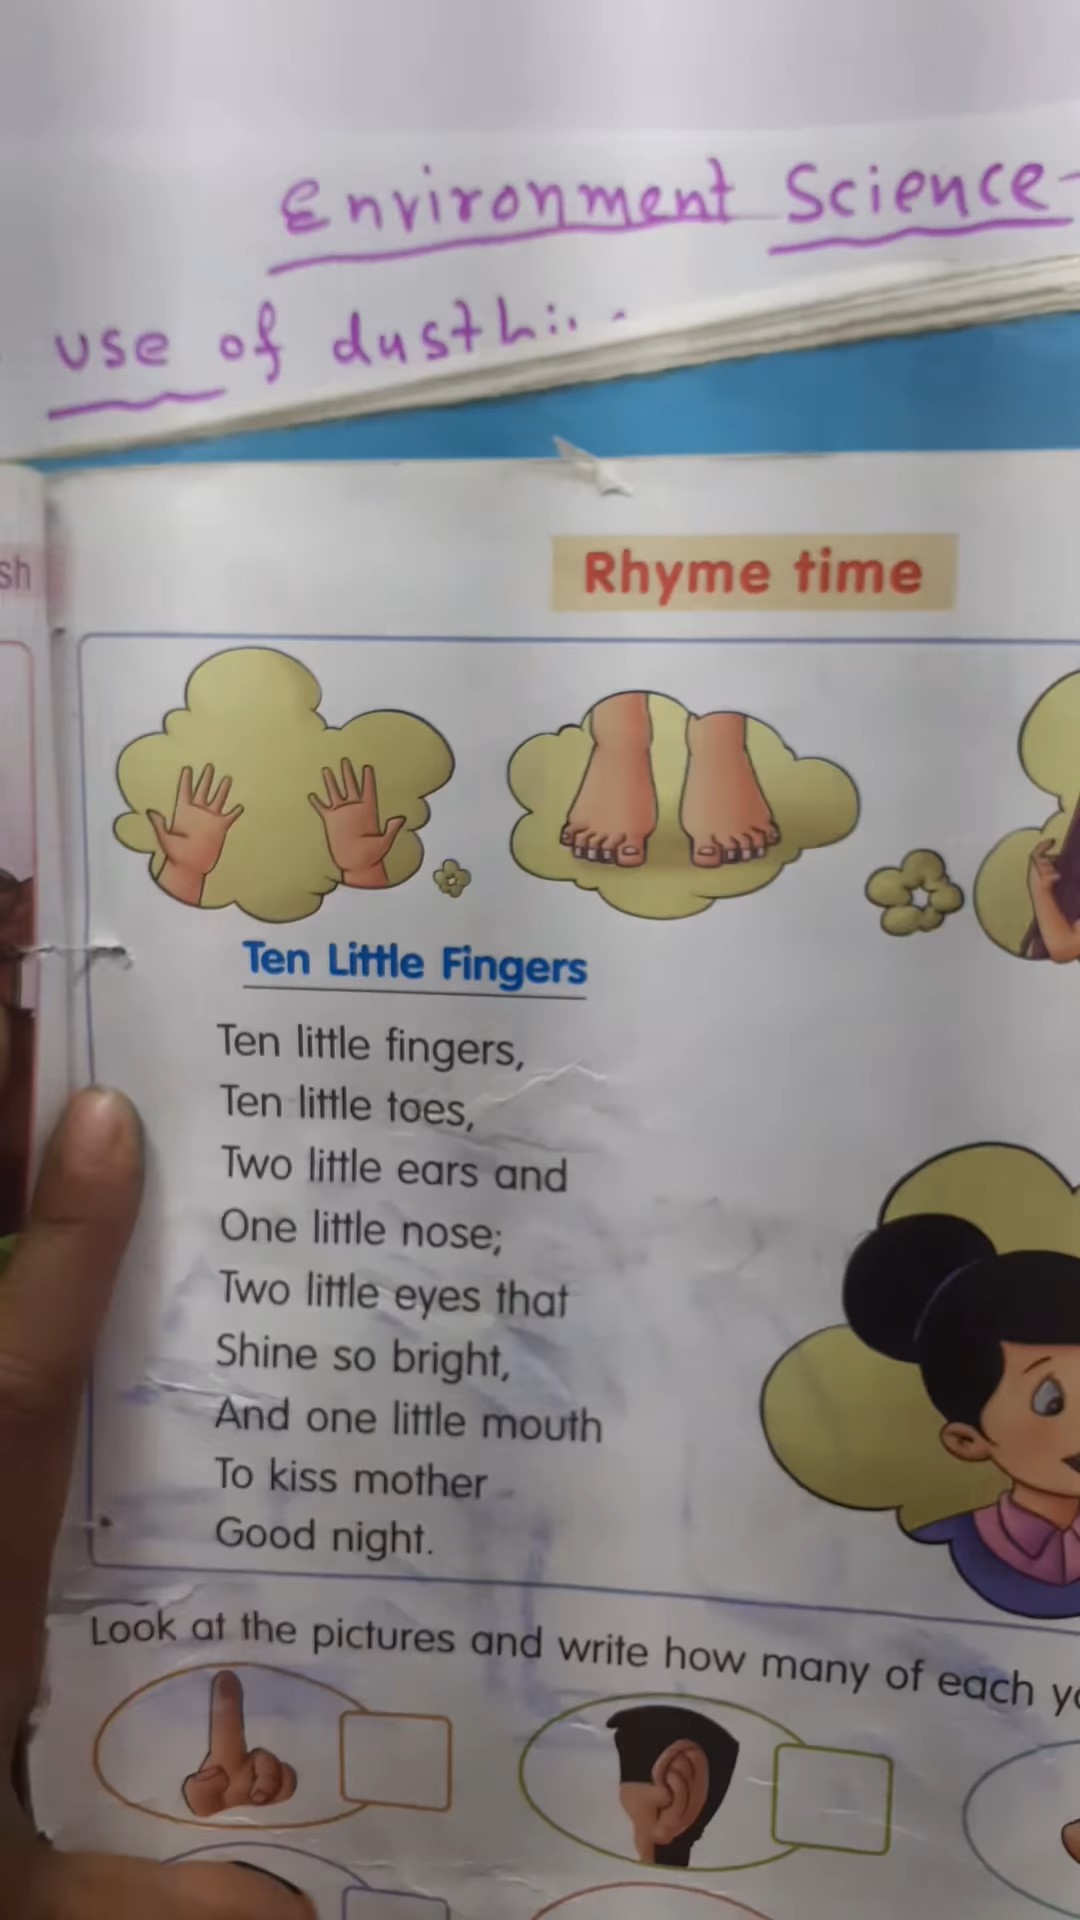 Environment Science-
use of
sh
Rhyme time
Ten Little Fingers
Ten little fingers,
Ten little toes,
Two little ears and
One little nose;
Two little eyes that
Shine so bright,
And one little mouth
To kiss mother
Good night.
Look at the pictures and write how many of each